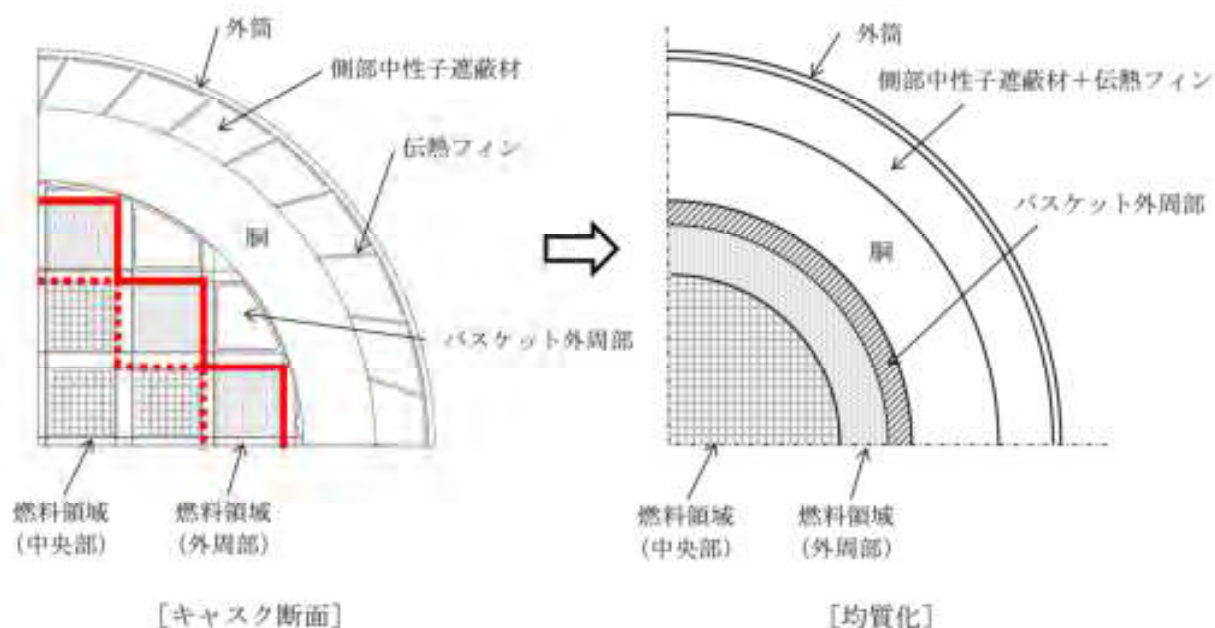 外筒
側部中性子遮蔽材
伝熱フィン
胴
バスケット外周部
燃料領域
(中央部)
燃料領域
(外周部)
[キャスク断面]
外筒
側部中性子遮蔽材+伝熱フィン
バスケット外周部
胴
燃料領域
(中央部)
燃料領域
(外周部)
[均質化]